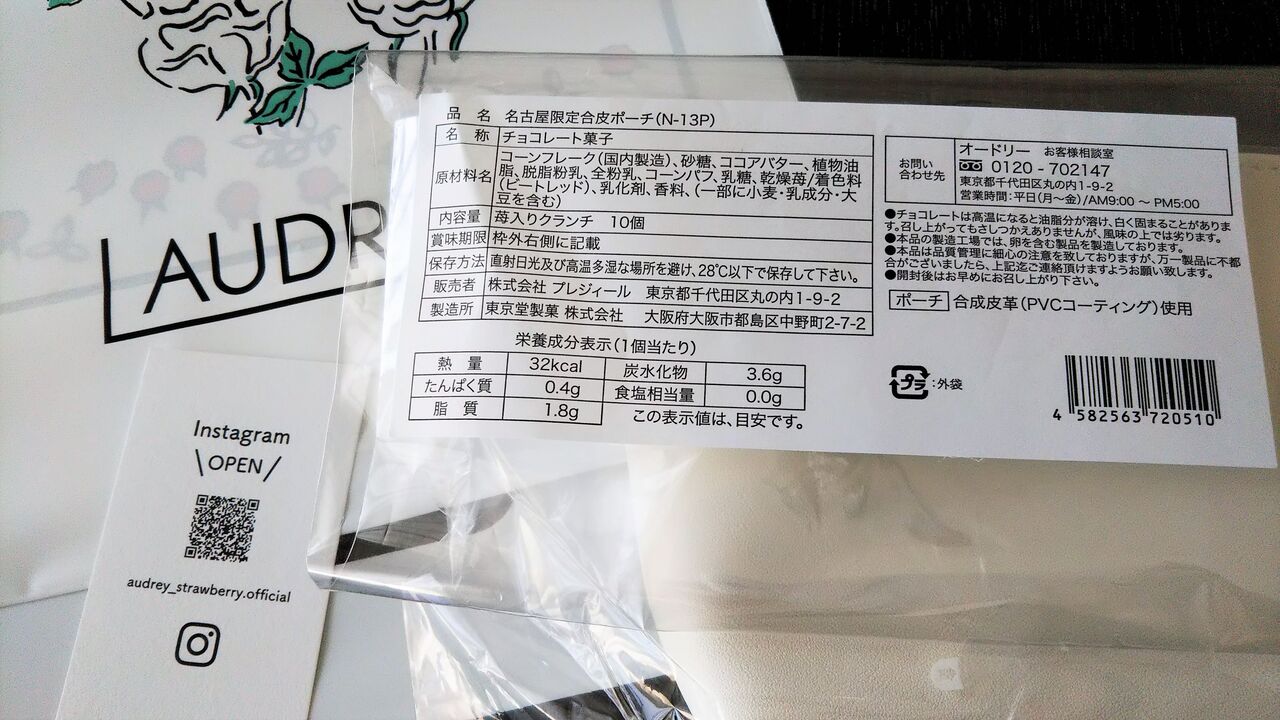 AUDR
Instagram
\OPEN/
audrey_strawberry.official
品 名 名古屋限定合皮ポーチ(N-13P)
名 称 チョコレート菓子
原材料名 コーンフレーク(国内製造)、砂糖、ココアバター、植物油
脂、脱脂粉乳、全粉乳、コーンパフ、乳糖、乾燥苺/着色料
(ビートレッド)、乳化剤、香料、(一部に小麦・乳成分・大
豆を含む)
内容量 苺入りクランチ 10個
賞味期限 枠外右側に記載
保存方法 直射日光及び高温多湿な場所を避け、28℃以下で保存して下さい。
販売者 株式会社 プレジィール 東京都千代田区丸の内1-9-2
製造所 東京堂製菓 株式会社 大阪府大阪市都島区中野町2-7-2
栄養成分表示(1個当たり)
熱 量 32kcal 炭水化物 3.6g
たんぱく質 0.4g 食塩相当量 0.0g
脂 質 1.8g この表示値は、目安です。
お問い
合わせ先
オードリー お客様相談室
0120-702147
東京都千代田区丸の内1-9-2
営業時間:平日(月~金)/AM9:00 ~ PM5:00
●チョコレートは高温になると油脂分が溶け、白く固まることがありま
す。召し上がってもさしつかえありませんが、風味の上では劣ります。
●本品の製造工場では、卵を含む製品を製造しております。
●本品は品質管理に細心の注意を致しておりますが、万一製品に不都
合がございましたら、上記迄ご連絡頂けますようお願い致します。
●開封後はお早めにお召し上がり下さい。
ポーチ 合成皮革(PVCコーティング)使用
プラ :外袋
4 582563 720510